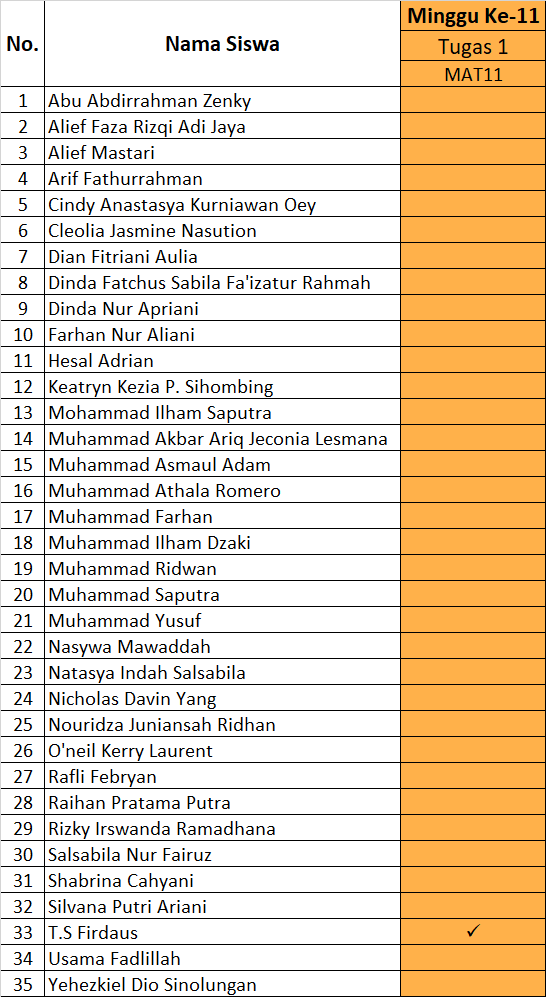 No. Nama Siswa Minggu Ke-11
Tugas 1
MAT11
1 Abu Abdirrahman Zenky
2 Alief Faza Rizqi Adi Jaya
3 Alief Mastari
4 Arif Fathurrahman
5 Cindy Anastasya Kurniawan Oey
6 Cleolia Jasmine Nasution
7 Dian Fitriani Aulia
8 Dinda Fatchus Sabila Fa'izatur Rahmah
9 Dinda Nur Apriani
10 Farhan Nur Aliani
11 Hesal Adrian
12 Keatryn Kezia P. Sihombing
13 Mohammad Ilham Saputra
14 Muhammad Akbar Ariq Jeconia Lesmana
15 Muhammad Asmaul Adam
16 Muhammad Athala Romero
17 Muhammad Farhan
18 Muhammad Ilham Dzaki
19 Muhammad Ridwan
20 Muhammad Saputra
21 Muhammad Yusuf
22 Nasywa Mawaddah
23 Natasya Indah Salsabila
24 Nicholas Davin Yang
25 Nouridza Juniansah Ridhan
26 O'neil Kerry Laurent
27 Rafli Febryan
28 Raihan Pratama Putra
29 Rizky Irswanda Ramadhana
30 Salsabila Nur Fairuz
31 Shabrina Cahyani
32 Silvana Putri Ariani
33 T.S Firdaus ✓
34 Usama Fadlillah
35 Yehezkiel Dio Sinolungan